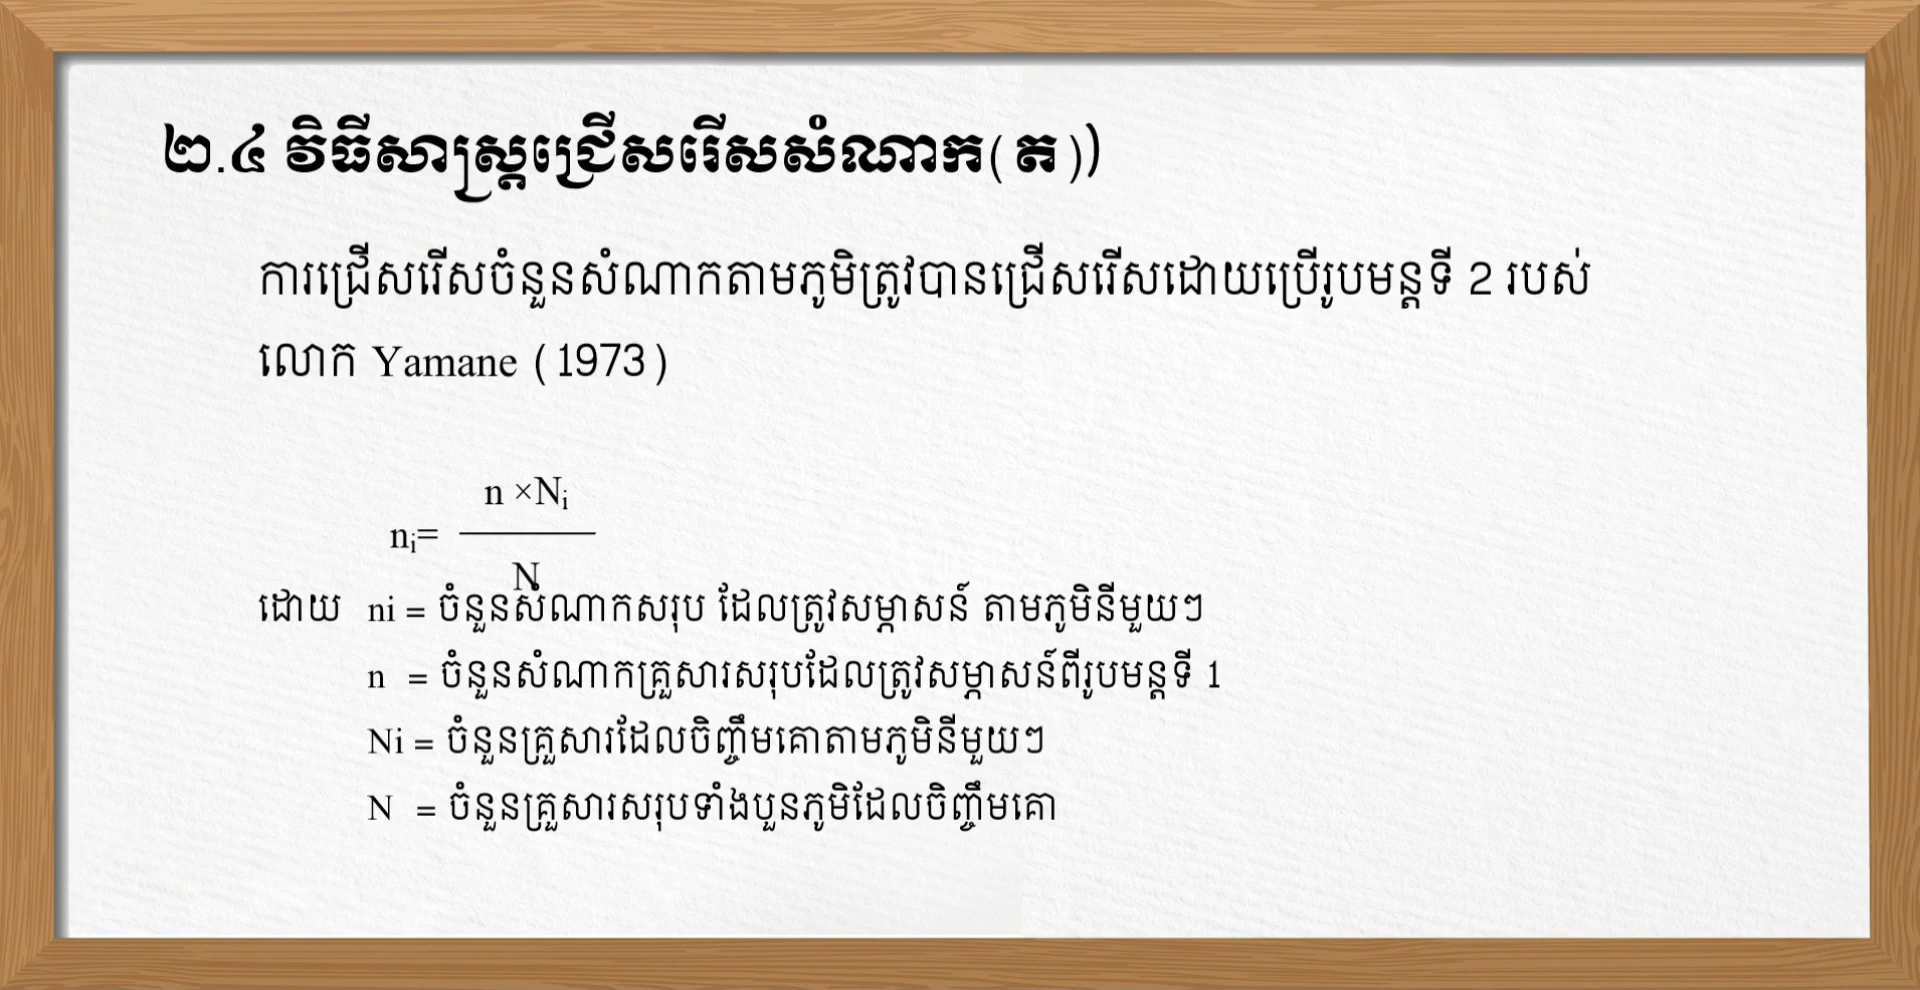 ២.៤ វិធីសាស្ត្រជ្រើសរើសសំណាក(ត))
ការជ្រើសរើសចំនួនសំណាកតាមភូមិត្រូវបានជ្រើសរើសដោយប្រើរូបមន្តទី 2 របស់
លោក Yamane (1973)
n ×Nᵢ
nᵢ=
N
ដោយ ni = ចំនួនសំណាកសរុប ដែលត្រូវសម្ភាសន៍ តាមភូមិនីមួយៗ
n = ចំនួនសំណាកគ្រួសារសរុបដែលត្រូវសម្ភាសន៍ពីរូបមន្តទី 1
Ni = ចំនួនគ្រួសារដែលចិញ្ចឹមគោតាមភូមិនីមួយៗ
N = ចំនួនគ្រួសារសរុបទាំងបួនភូមិដែលចិញ្ចឹមគោ